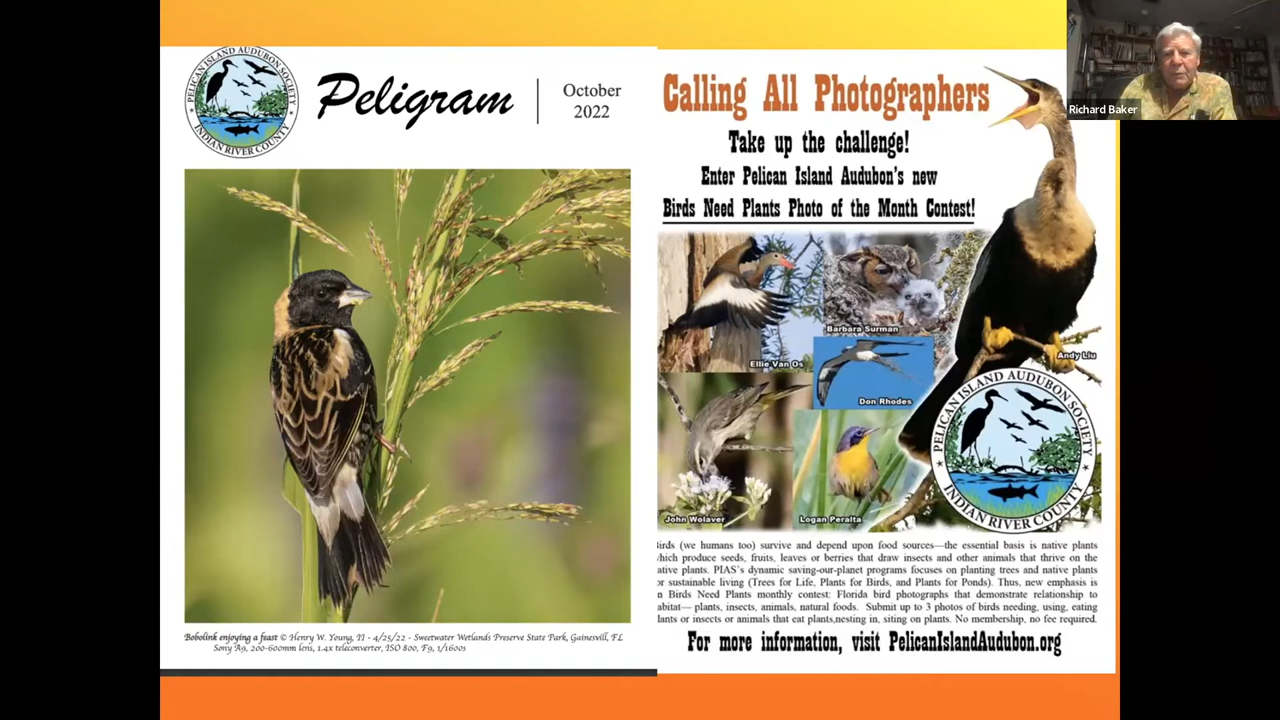 PELICAN ISLAND AUDUBON SOCIETY
INDIAN RIVER COUNTY
Peligram
October
2022
Bobolink enjoying a feast © Henry W. Young, II - 4/25/22 - Sweetwater Wetlands Preserve State Park, Gainesvill, FL
Sony A9, 200-600mm lens, 1.4x teleconverter, ISO 800, F9, 1/1600s
Calling All Photographers
Take up the challenge!
Enter Pelican Island Audubon's new
Birds Need Plants Photo of the Month Contest!
Richard Baker
Barbara Surman
Ellie Van Os
Andy Liu
Don Rhodes
John Wolaver
Logan Peralta
PELICAN ISLAND AUDUBON SOCIETY
INDIAN RIVER COUNTY
Birds (we humans too) survive and depend upon food sources—the essential basis is native plants
which produce seeds, fruits, leaves or berries that draw insects and other animals that thrive on the
ative plants. PIAS's dynamic saving-our-planet programs focuses on planting trees and native plants
or sustainable living (Trees for Life, Plants for Birds, and Plants for Ponds). Thus, new emphasis is
n Birds Need Plants monthly contest: Florida bird photographs that demonstrate relationship to
abitat— plants, insects, animals, natural foods. Submit up to 3 photos of birds needing, using, eating
lants or insects or animals that eat plants,nesting in, siting on plants. No membership, no fee required.
For more information, visit PelicanIslandAudubon.org